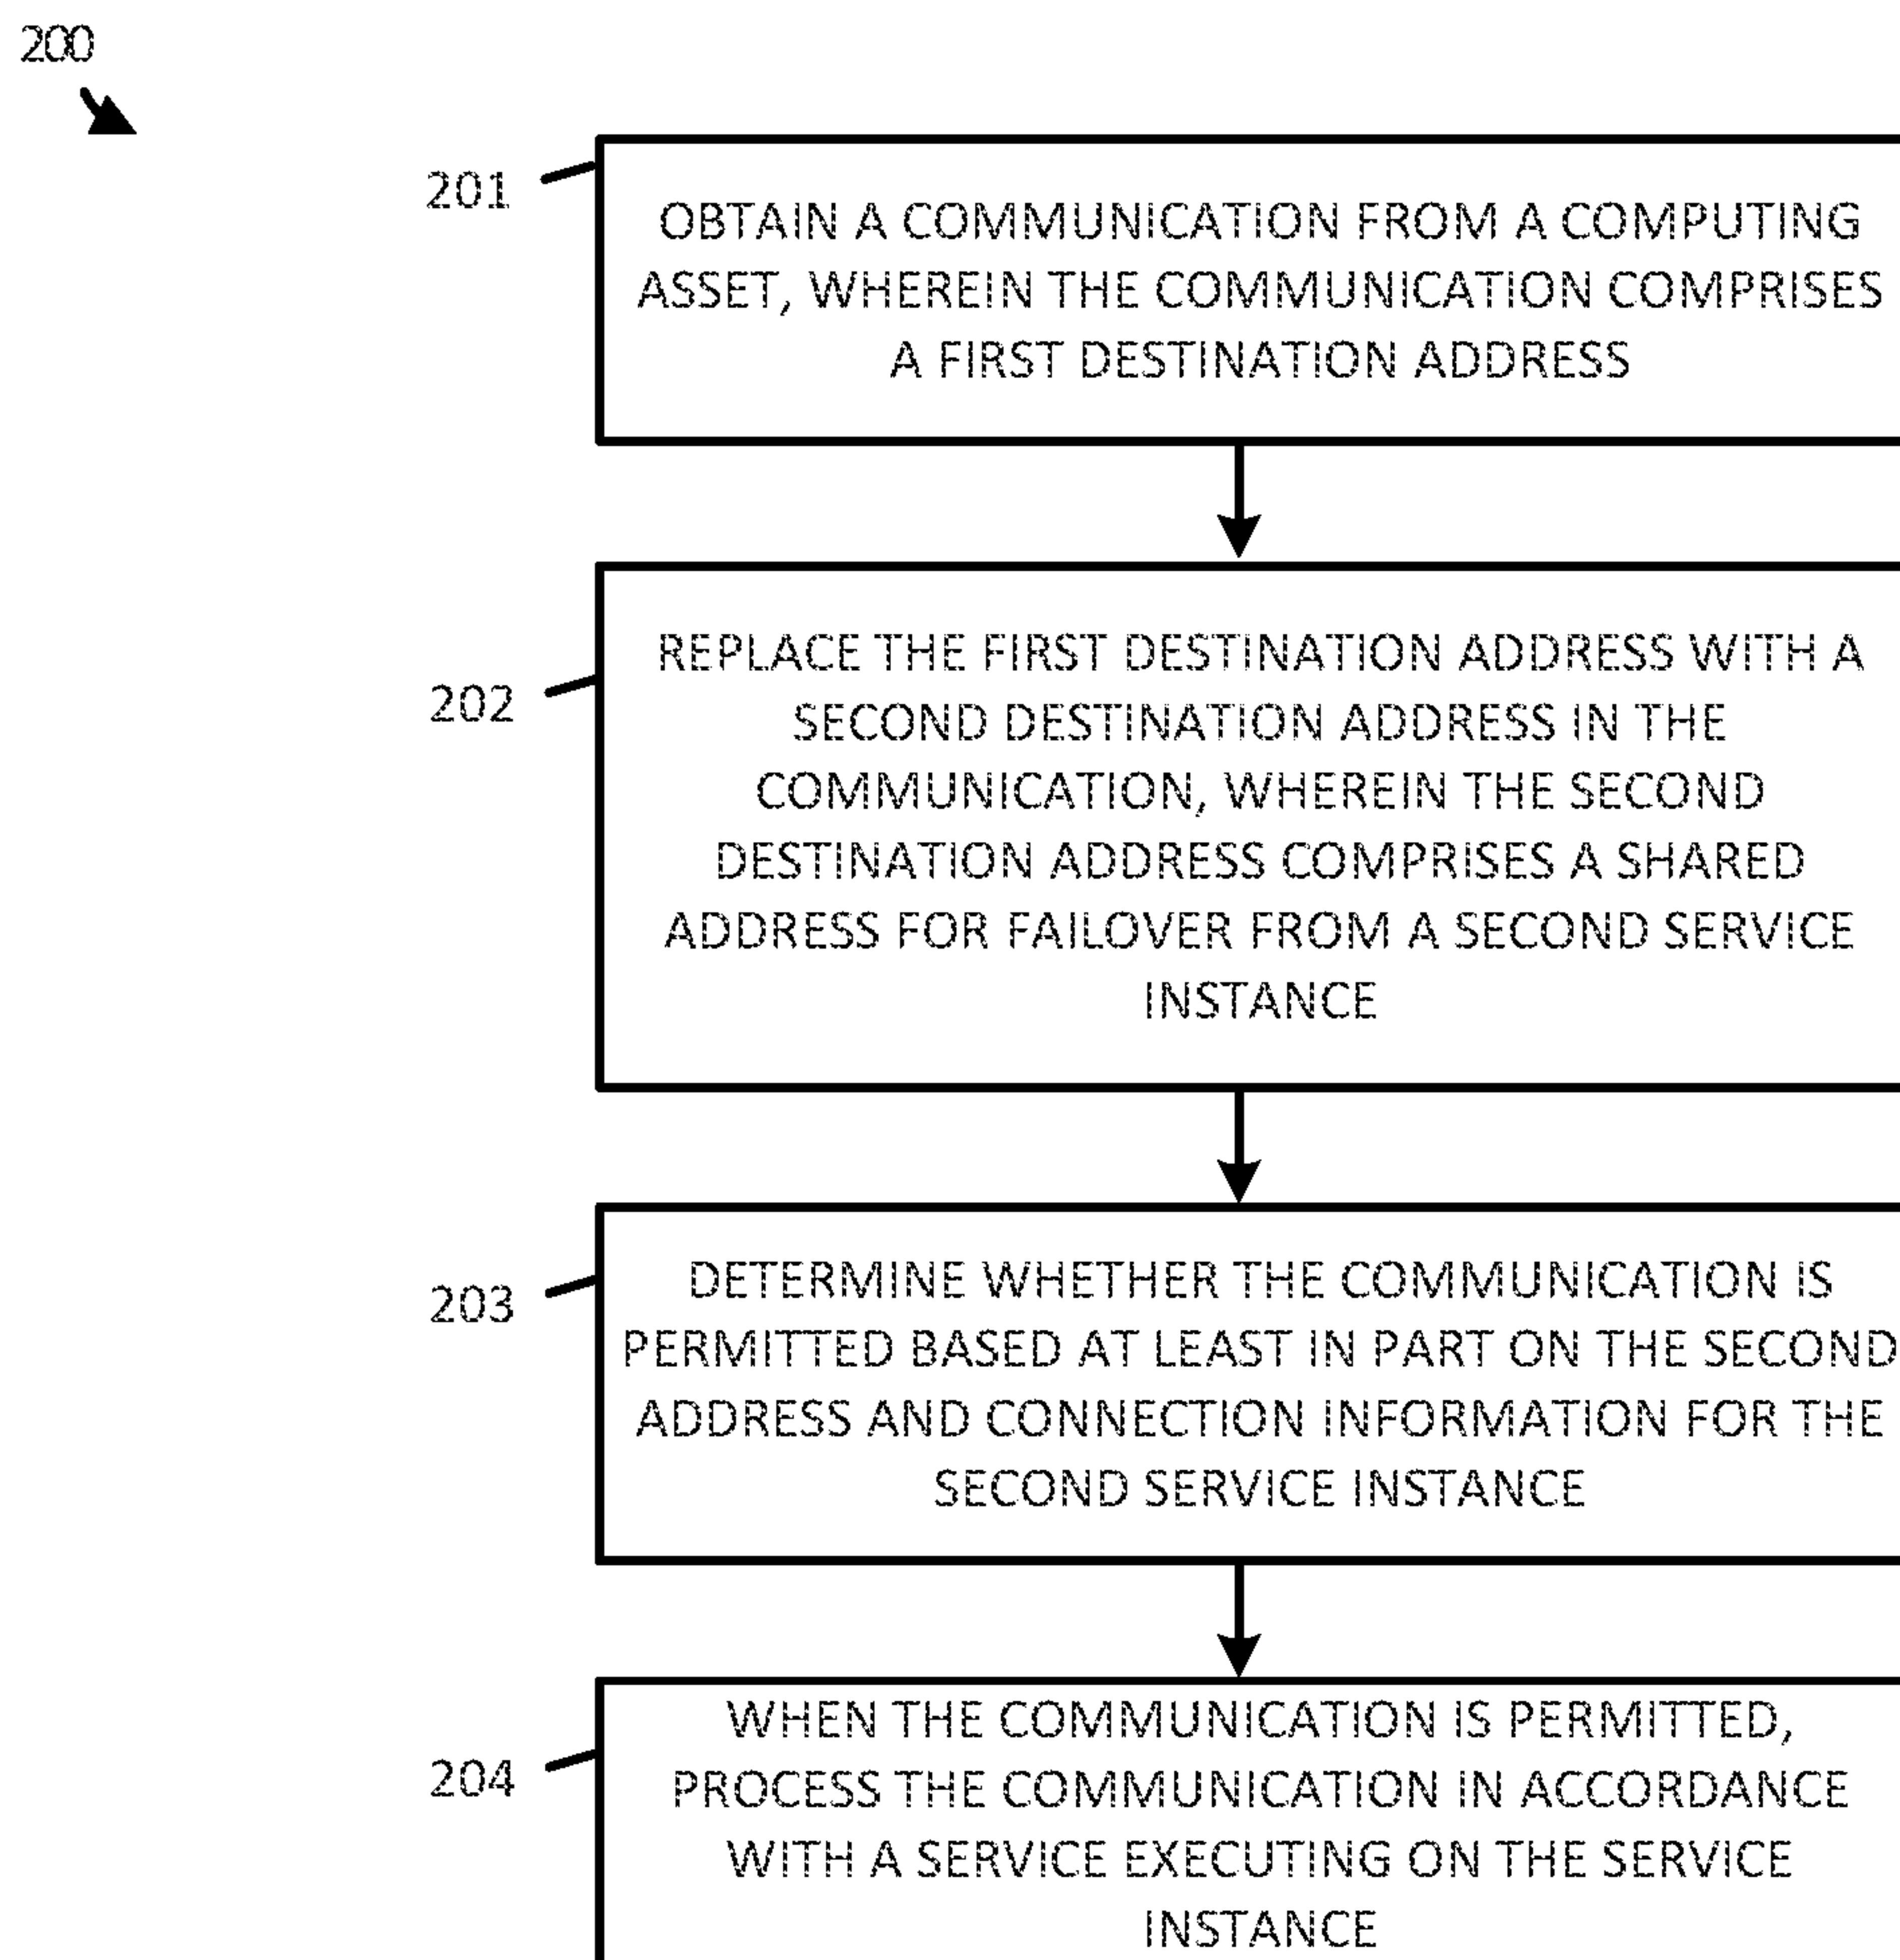 200
201
OBTAIN A COMMUNICATION FROM A COMPUTING
ASSET, WHEREIN THE COMMUNICATION COMPRISES
A FIRST DESTINATION ADDRESS
202
REPLACE THE FIRST DESTINATION ADDRESS WITH A
SECOND DESTINATION ADDRESS IN THE
COMMUNICATION, WHEREIN THE SECOND
DESTINATION ADDRESS COMPRISES A SHARED
ADDRESS FOR FAILOVER FROM A SECOND SERVICE
INSTANCE
203
DETERMINE WHETHER THE COMMUNICATION IS
PERMITTED BASED AT LEAST IN PART ON THE SECOND
ADDRESS AND CONNECTION INFORMATION FOR THE
SECOND SERVICE INSTANCE
204
WHEN THE COMMUNICATION IS PERMITTED,
PROCESS THE COMMUNICATION IN ACCORDANCE
WITH A SERVICE EXECUTING ON THE SERVICE
INSTANCE